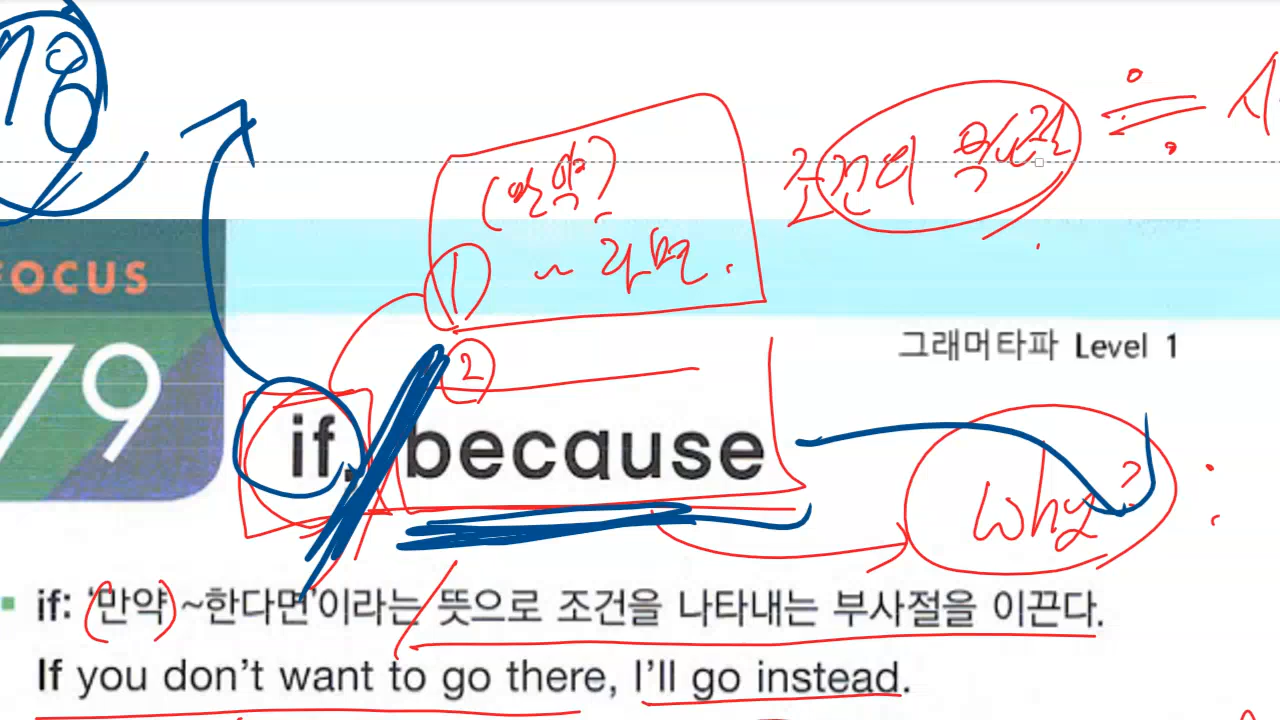 (만약)
조건의 부사절 ≒ 시
① ~라면.
FOCUS
79
그래머타파 Level 1
②
if, because
Why? :
if: '만약 ~한다면'이라는 뜻으로 조건을 나타내는 부사절을 이끈다.
If you don't want to go there, I'll go instead.